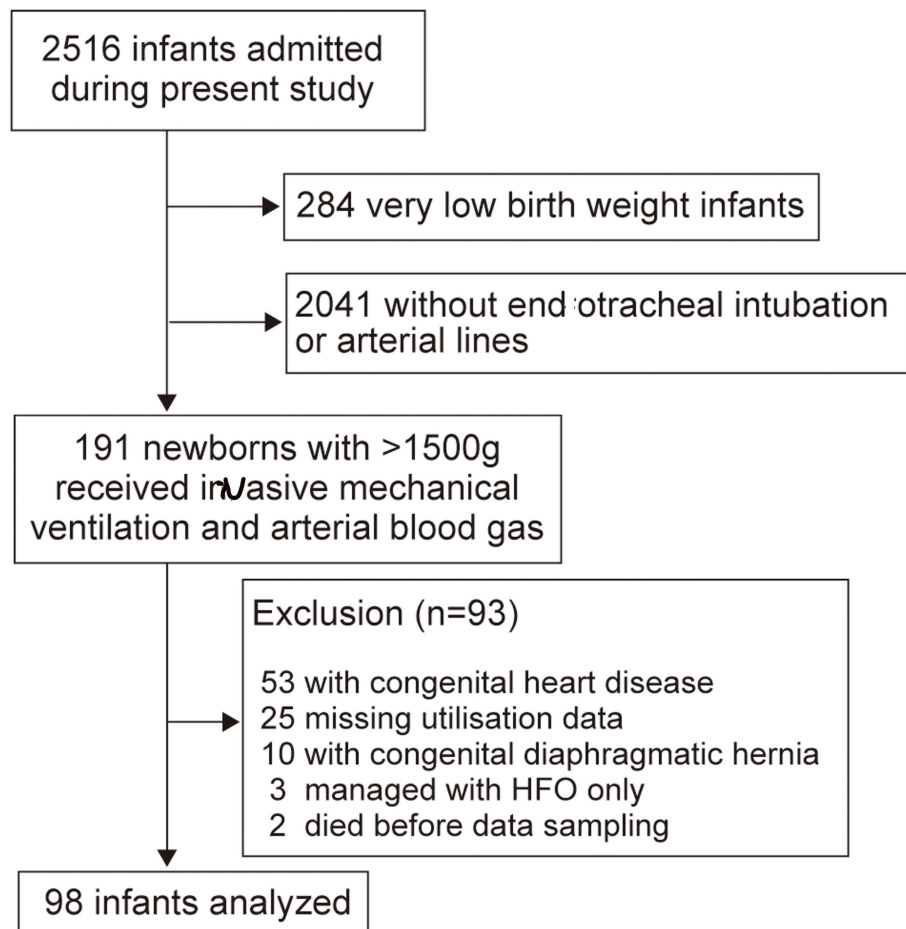 2516 infants admitted
during present study
284 very low birth weight infants
2041 without endotracheal intubation
or arterial lines
191 newborns with >1500g
received invasive mechanical
ventilation and arterial blood gas
Exclusion (n=93)
53 with congenital heart disease
25 missing utilisation data
10 with congenital diaphragmatic hernia
3 managed with HFO only
2 died before data sampling
98 infants analyzed